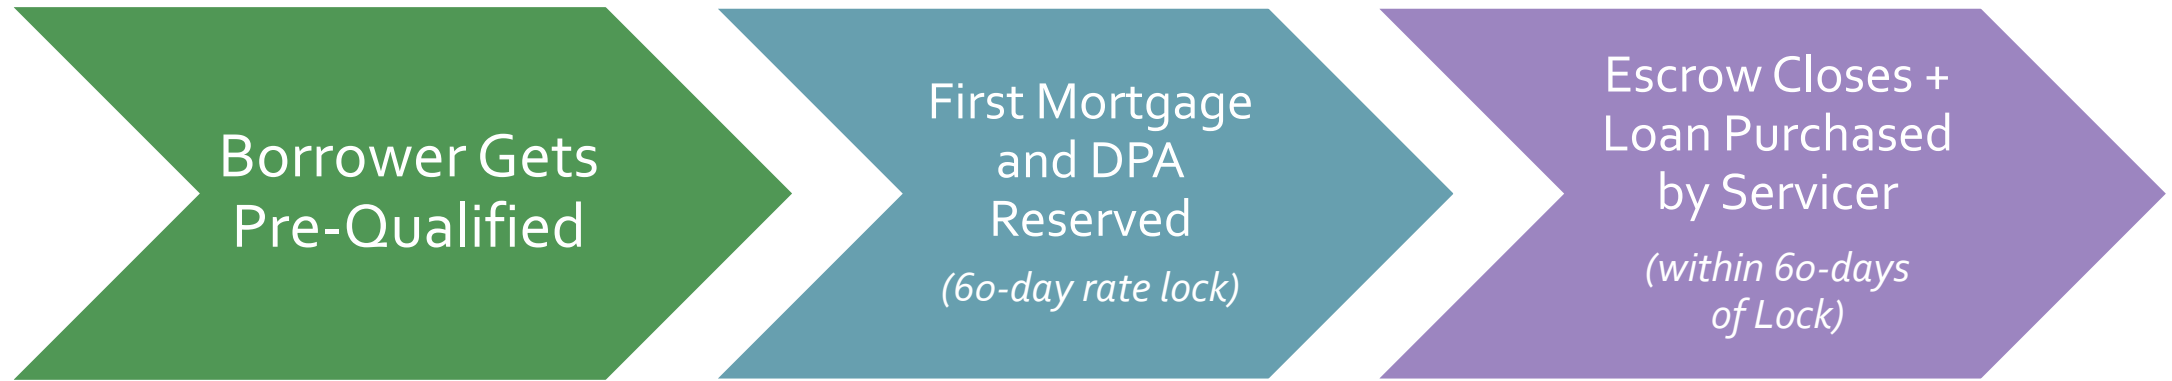 Borrower Gets
Pre-Qualified
First Mortgage
and DPA
Reserved
(60-day rate lock)
Escrow Closes +
Loan Purchased
by Servicer
(within 60-days
of Lock)